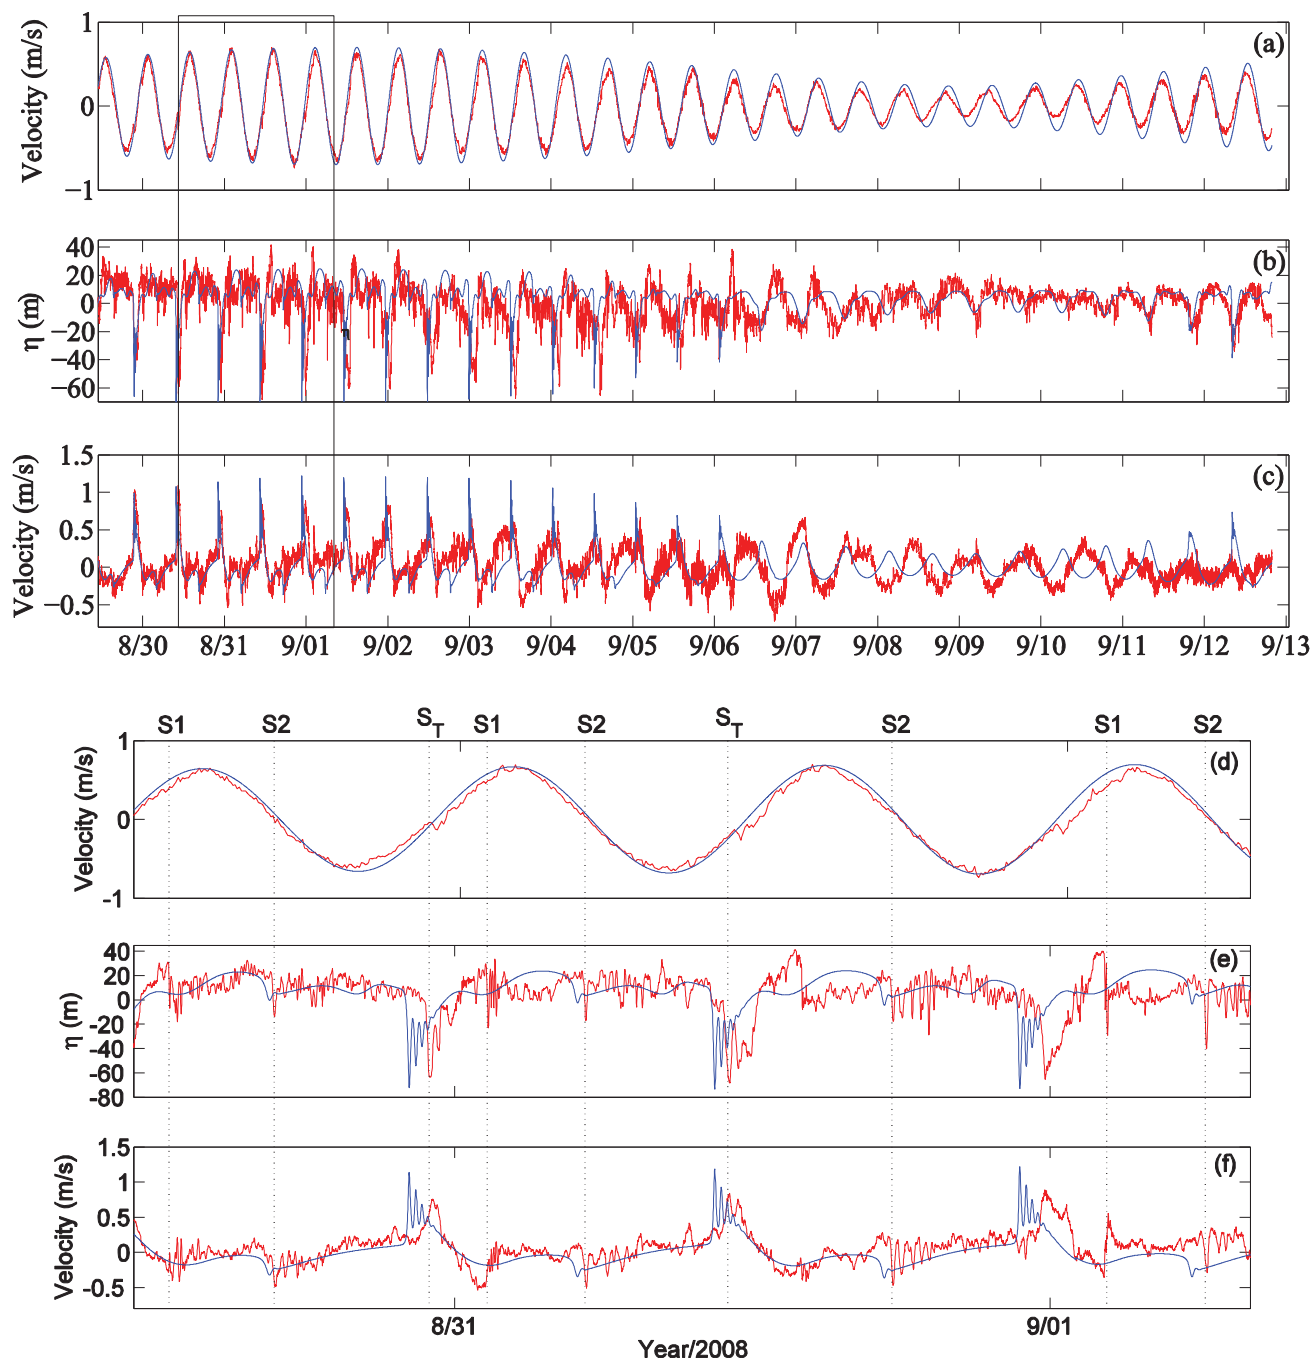 1
(a)
Velocity (m/s)
0
−1
40
(b)
20
0
η (m)
−20
η
−40
−60
1.5
(c)
Velocity (m/s)
1
0.5
0
−0.5
8/30 8/31 9/01 9/02 9/03 9/04 9/05 9/06 9/07 9/08 9/09 9/10 9/11 9/12 9/13
S1 S2 S_T S1 S2 S_T S2 S1 S2
1
(d)
Velocity (m/s)
0
-1
40
(e)
20
0
η (m)
-20
-40
-60
-80
1.5
(f)
Velocity (m/s)
1
0.5
0
-0.5
8/31 9/01
Year/2008